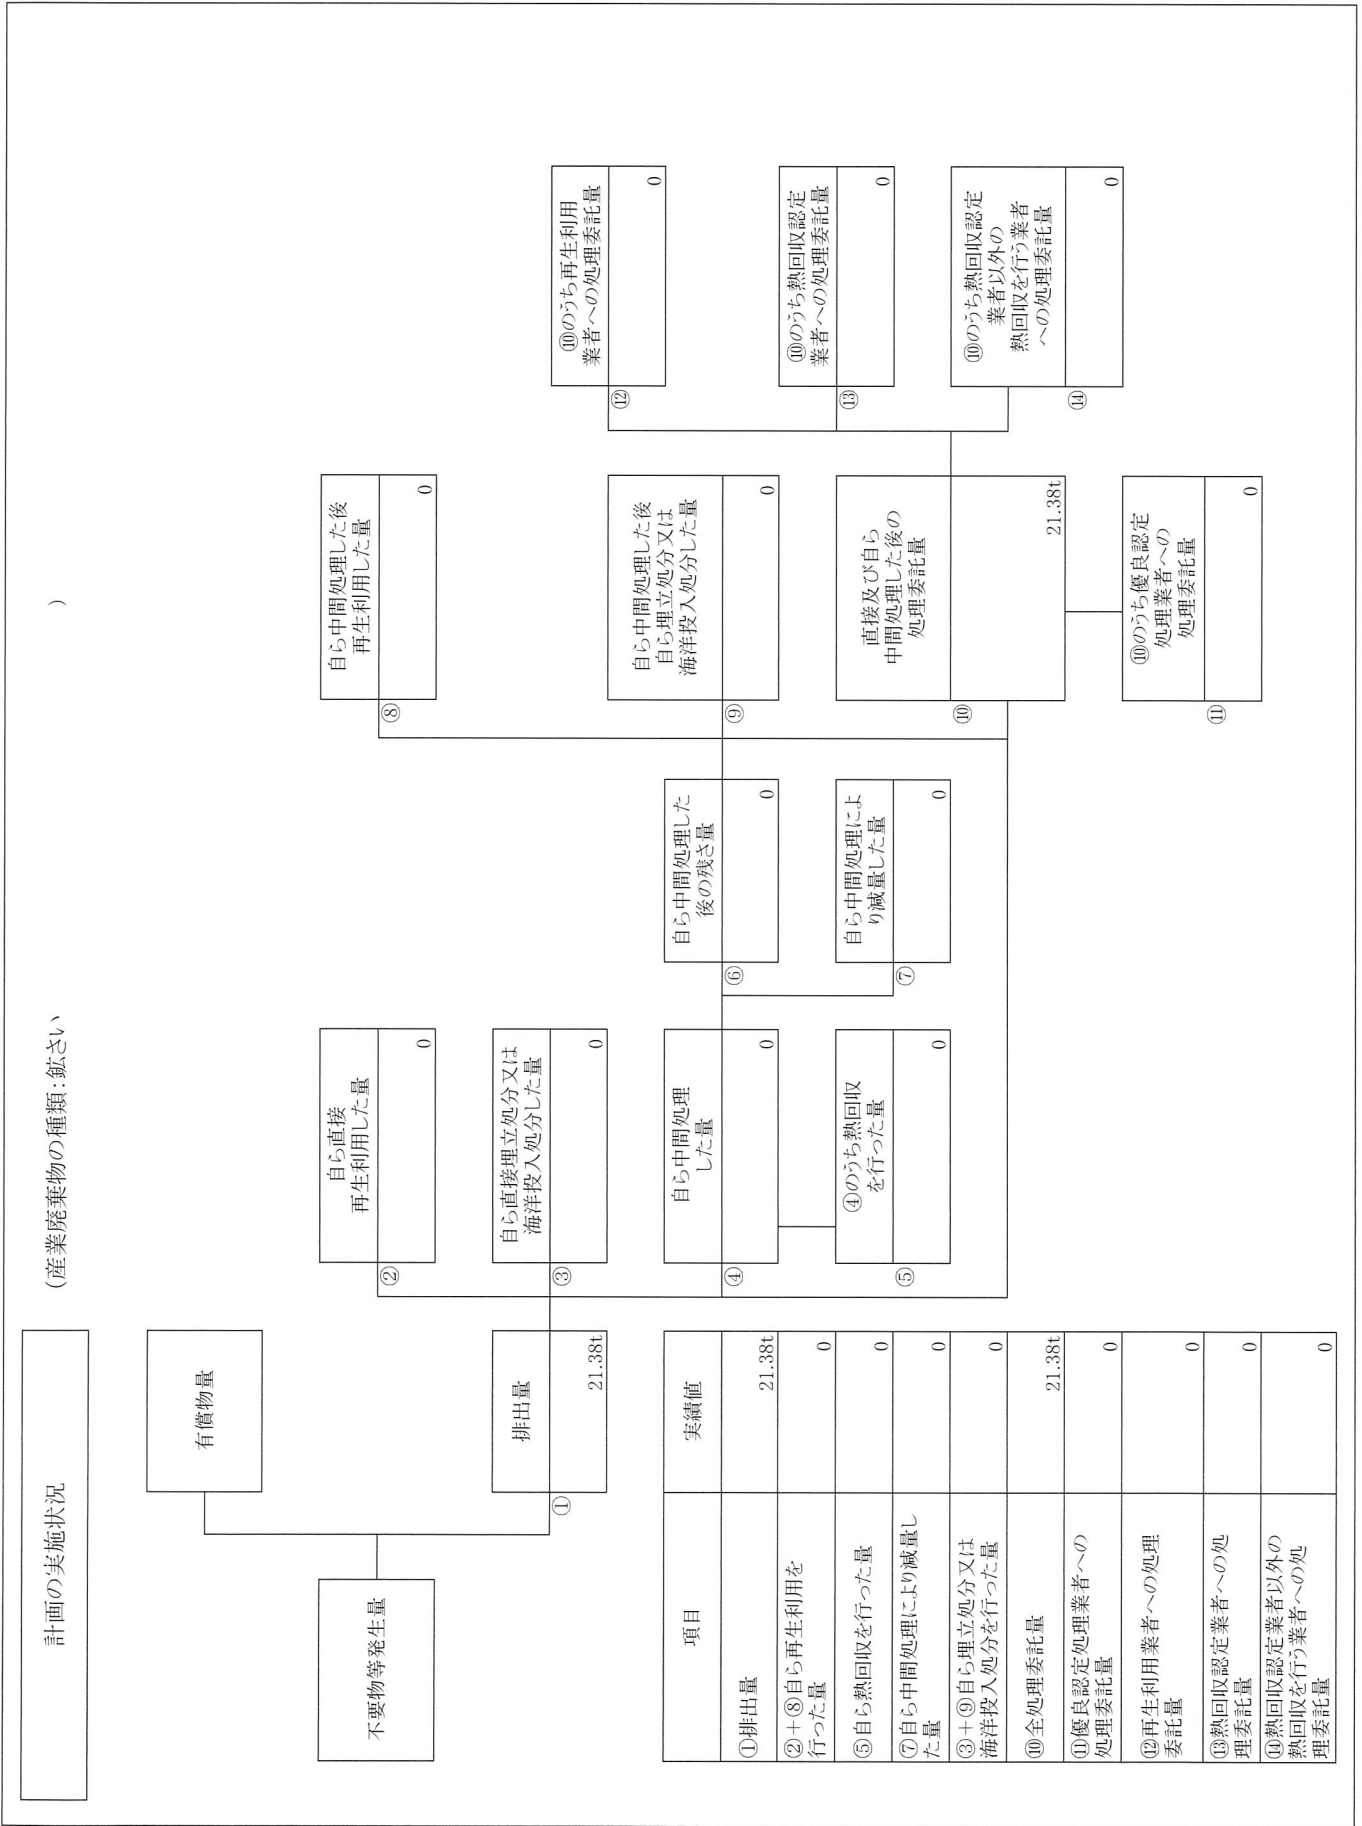 計画の実施状況
(産業廃棄物の種類:鉱さい
)
不要物等発生量
有償物量
排出量
①
21.38t
自ら直接
再生利用した量
②
0
自ら直接埋立処分又は
海洋投入処分した量
③
0
自ら中間処理
した量
④
0
④のうち熱回収
を行った量
⑤
0
自ら中間処理した
後の残さ量
⑥
0
自ら中間処理によ
り減量した量
⑦
0
自ら中間処理した後
再生利用した量
⑧
0
自ら中間処理した後
自ら埋立処分又は
海洋投入処分した量
⑨
0
直接及び自ら
中間処理した後の
処理委託量
⑩
21.38t
⑩のうち優良認定
処理業者への
処理委託量
⑪
0
⑩のうち再生利用
業者への処理委託量
⑫
0
⑩のうち熱回収認定
業者への処理委託量
⑬
0
⑩のうち熱回収認定
業者以外の
熱回収を行う業者
への処理委託量
⑭
0
項目
実績値
①排出量
21.38t
②+⑧自ら再生利用を
行った量
0
⑤自ら熱回収を行った量
0
⑦自ら中間処理により減量し
た量
0
③+⑨自ら埋立処分又は
海洋投入処分を行った量
0
⑩全処理委託量
21.38t
⑪優良認定処理業者への
処理委託量
0
⑫再生利用業者への処理
委託量
0
⑬熱回収認定業者への処
理委託量
0
⑭熱回収認定業者以外の
熱回収を行う業者への処
理委託量
0